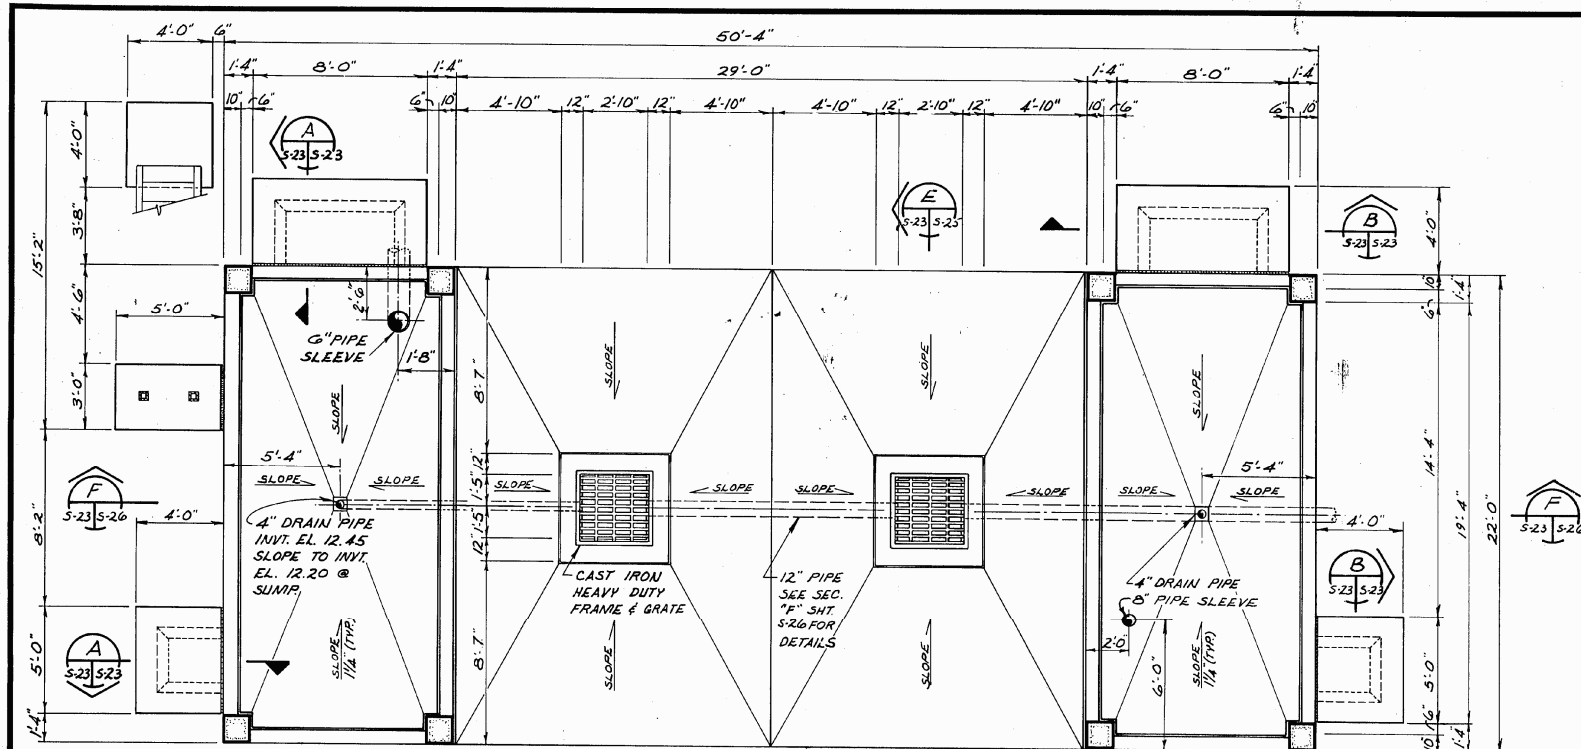 4'-0"
6"
50'-4"
1'-4"
8'-0"
1'-4"
29'-0"
1'-4"
8'-0"
1'-4"
10"
6"
6"
10"
4'-10"
12"
2'-10"
12"
4'-10"
4'-10"
12"
2'-10"
12"
4'-10"
10"
6"
6"
10"
A
S-23 S-23
E
S-23 S-25
B
S-23 S-23
4'-0"
3'-8"
15'-2"
4'-6"
3'-0"
5'-0"
2'-6"
6" PIPE
SLEEVE
1'-8"
8'-7"
SLOPE
SLOPE
SLOPE
SLOPE
4'-0"
10"
1'-4"
6"
5'-4"
SLOPE
SLOPE
12"
1'-5"
1'-5"
12"
SLOPE
SLOPE
SLOPE
SLOPE
5'-4"
SLOPE
SLOPE
14'-4"
19'-4"
22'-0"
F
S-23 S-26
8'-2"
4'-0"
4" DRAIN PIPE
INVT. EL. 12.45
SLOPE TO INVT.
EL. 12.20 @
SUMP.
CAST IRON
HEAVY DUTY
FRAME & GRATE
12" PIPE
SEE SEC.
"F" SHT.
S-26 FOR
DETAILS
4" DRAIN PIPE
8" PIPE SLEEVE
4'-0"
F
S-23 S-26
B
S-23 S-23
5'-0"
A
S-23 S-23
1'-4"
SLOPE
1 1/4" (TYP.)
8'-7"
SLOPE
SLOPE
2'-0"
6'-0"
SLOPE
1 1/4" (TYP.)
5'-0"
6"
10"
1'-4"